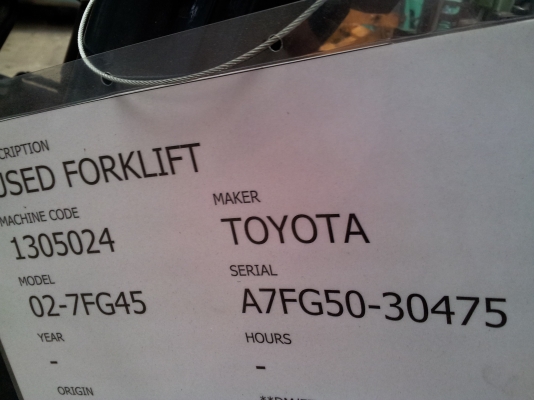 CRIPTION
USED FORKLIFT
MACHINE CODE
1305024
MAKER
TOYOTA
MODEL
02-7FG45
SERIAL
A7FG50-30475
YEAR
-
HOURS
-
ORIGIN